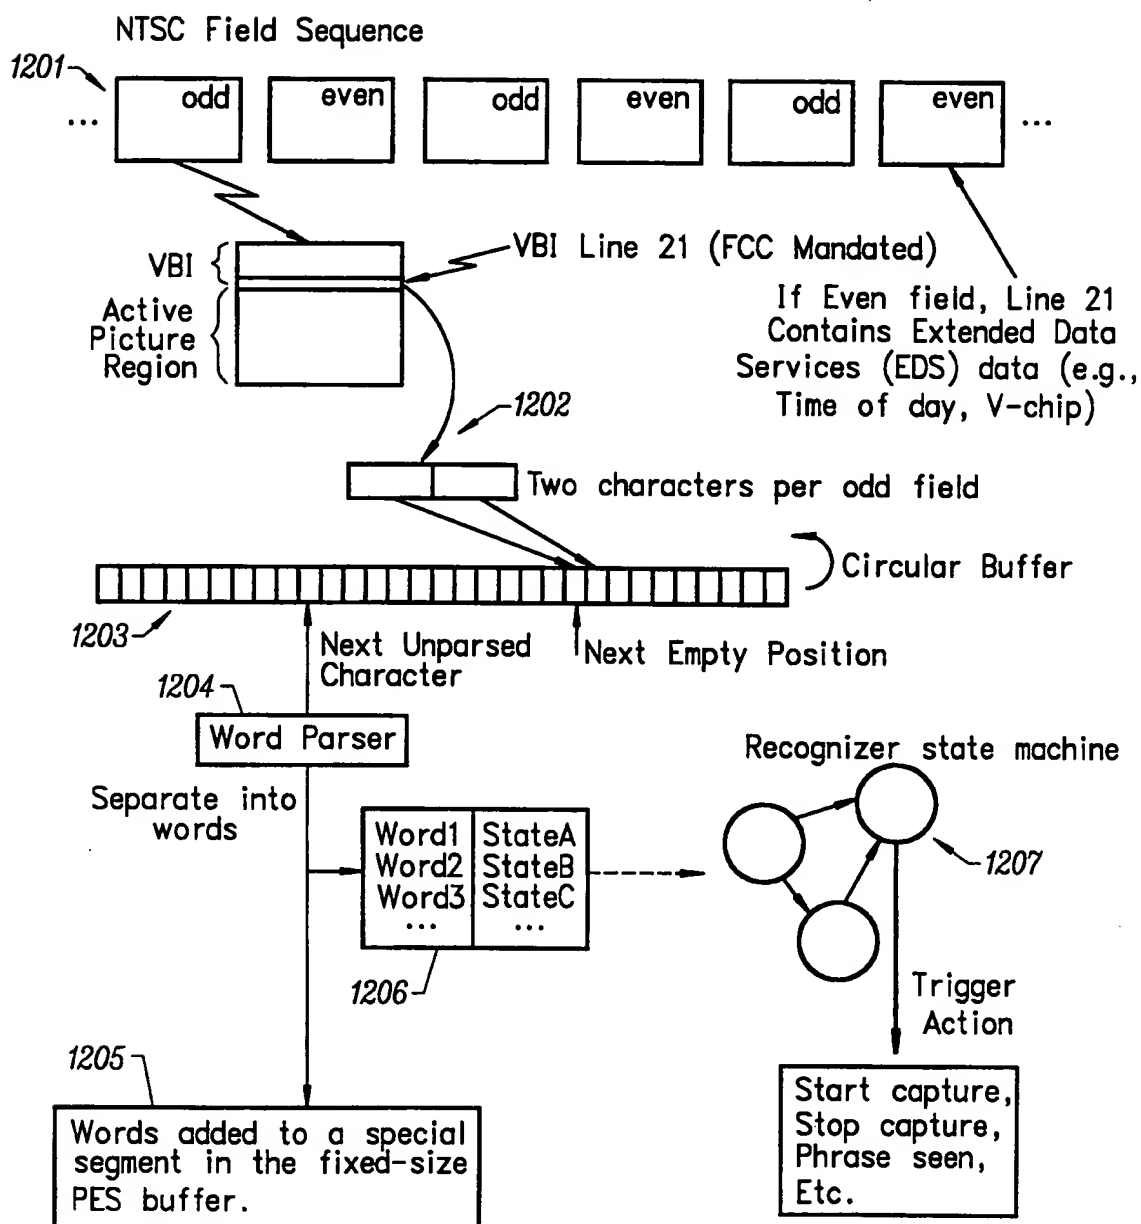 NTSC Field Sequence
1201
... odd even odd even odd even ...
VBI
VBI Line 21 (FCC Mandated)
Active
Picture
Region
If Even field, Line 21
Contains Extended Data
Services (EDS) data (e.g.,
Time of day, V-chip)
1202
Two characters per odd field
Circular Buffer
1203
Next Unparsed
Character
Next Empty Position
1204
Word Parser
Separate into
words
Word1 StateA
Word2 StateB
Word3 StateC
... ...
1206
Recognizer state machine
1207
Trigger
Action
1205
Words added to a special
segment in the fixed-size
PES buffer.
Start capture,
Stop capture,
Phrase seen,
Etc.